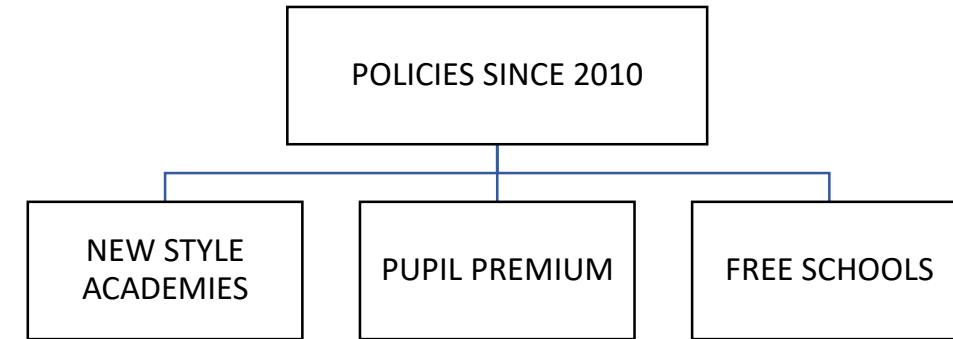 POLICIES SINCE 2010
NEW STYLE
ACADEMIES
PUPIL PREMIUM
FREE SCHOOLS